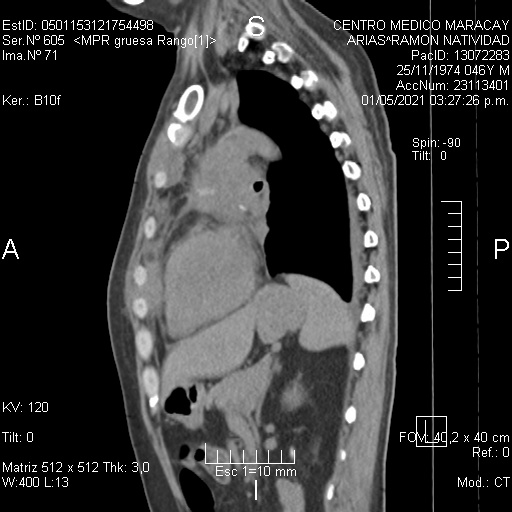 EstID: 0501153121754498
Ser.Nº 605 <MPR gruesa Rango[1]>
Ima.Nº 71
Ker.: B10f
S
CENTRO MEDICO MARACAY
ARIAS^RAMON NATIVIDAD
PacID: 13072283
25/11/1974 046Y M
AccNum: 23113401
01/05/2021 03:27:26 p.m.
Spin: -90
Tilt: 0
A
P
KV: 120
Tilt: 0
Matriz 512 x 512 Thk: 3,0
W:400 L:13
Esc 1=10 mm
I
L
FOM: 40,2 x 40 cm
Ref.: 0
Mod.: CT